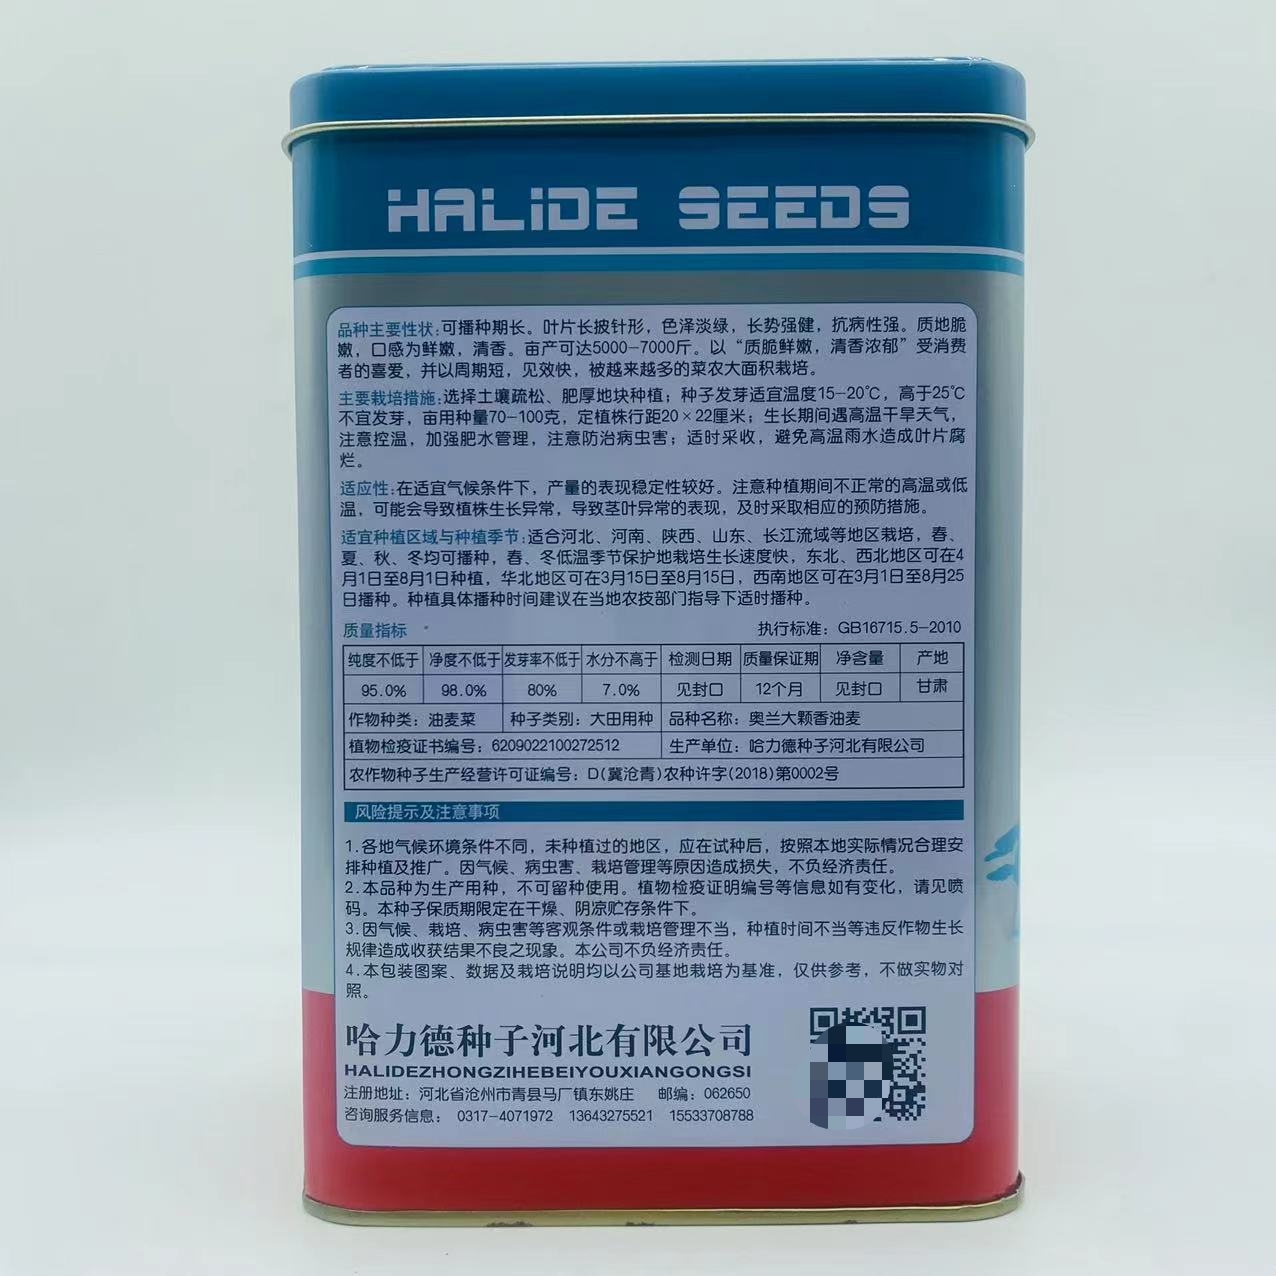 HALIDE SEEDS
品种主要性状:可播种期长。叶片长披针形，色泽淡绿，长势强健，抗病性强。质地脆
嫩，口感为鲜嫩，清香。亩产可达5000-7000斤。以“质脆鲜嫩，清香浓郁”受消费
者的喜爱，并以周期短，见效快，被越来越多的菜农大面积栽培。
主要栽培措施:选择土壤疏松、肥厚地块种植；种子发芽适宜温度15-20℃，高于25℃
不宜发芽，亩用种量70-100克，定植株行距20×22厘米；生长期间遇高温干旱天气，
注意控温，加强肥水管理，注意防治病虫害；适时采收，避免高温雨水造成叶片腐
烂。
适应性:在适宜气候条件下，产量的表现稳定性较好。注意种植期间不正常的高温或低
温，可能会导致植株生长异常，导致茎叶异常的表现，及时采取相应的预防措施。
适宜种植区域与种植季节:适合河北、河南、陕西、山东、长江流域等地区栽培，春、
夏、秋、冬均可播种，春、冬低温季节保护地栽培生长速度快，东北、西北地区可在4
月1日至8月1日种植，华北地区可在3月15日至8月15日，西南地区可在3月1日至8月25
日播种。种植具体播种时间建议在当地农技部门指导下适时播种。
质量指标 执行标准：GB16715.5-2010
纯度不低于 净度不低于 发芽率不低于 水分不高于 检测日期 质量保证期 净含量 产地
95.0% 98.0% 80% 7.0% 见封口 12个月 见封口 甘肃
作物种类：油麦菜 种子类别：大田用种 品种名称：奥兰大颗香油麦
植物检疫证书编号：6209022100272512 生产单位：哈力德种子河北有限公司
农作物种子生产经营许可证编号：D(冀沧青)农种许字(2018)第0002号
风险提示及注意事项
1.各地气候环境条件不同，未种植过的地区，应在试种后，按照本地实际情况合理安
排种植及推广。因气候、病虫害、栽培管理等原因造成损失，不负经济责任。
2.本品种为生产用种，不可留种使用。植物检疫证明编号等信息如有变化，请见喷
码。本种子保质期限定在干燥、阴凉贮存条件下。
3.因气候、栽培、病虫害等客观条件或栽培管理不当，种植时间不当等违反作物生长
规律造成收获结果不良之现象。本公司不负经济责任。
4.本包装图案、数据及栽培说明均以公司基地栽培为基准，仅供参考，不做实物对
照。
哈力德种子河北有限公司
HALIDEZHONGZIHEBEIYOUXIANGONGSI
注册地址：河北省沧州市青县马厂镇东姚庄 邮编：062650
咨询服务信息： 0317-4071972 13643275521 15533708788